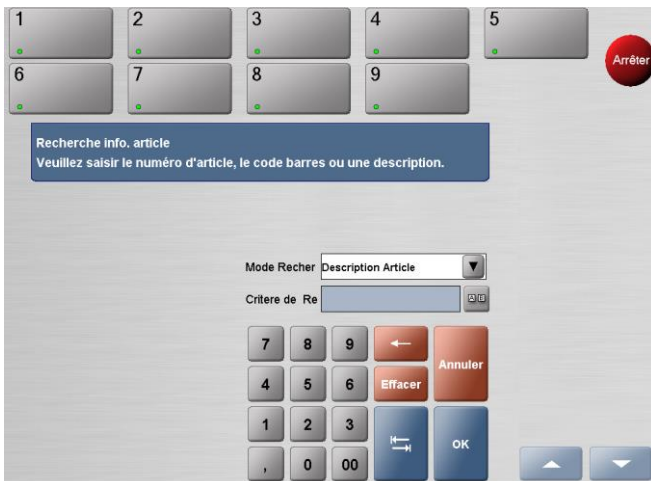 1 2 3 4 5
Arrêter
6 7 8 9
Recherche info. article
Veuillez saisir le numéro d'article, le code barres ou une description.
Mode Recher Description Article
Critere de Re
7 8 9
Annuler
4 5 6 Effacer
1 2 3
OK
, 0 00